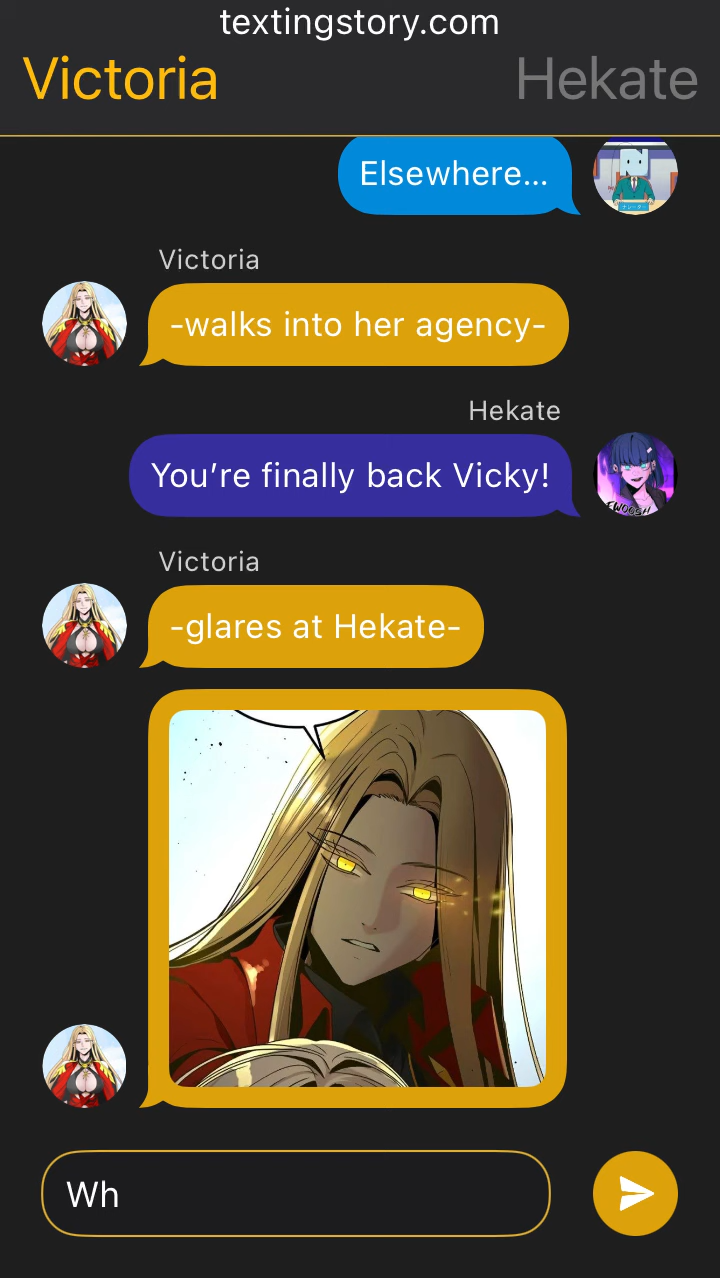 textingstory.com
Victoria
Hekate
Elsewhere...
Victoria
-walks into her agency-
Hekate
You’re finally back Vicky!
FWOOSH
Victoria
-glares at Hekate-
Wh